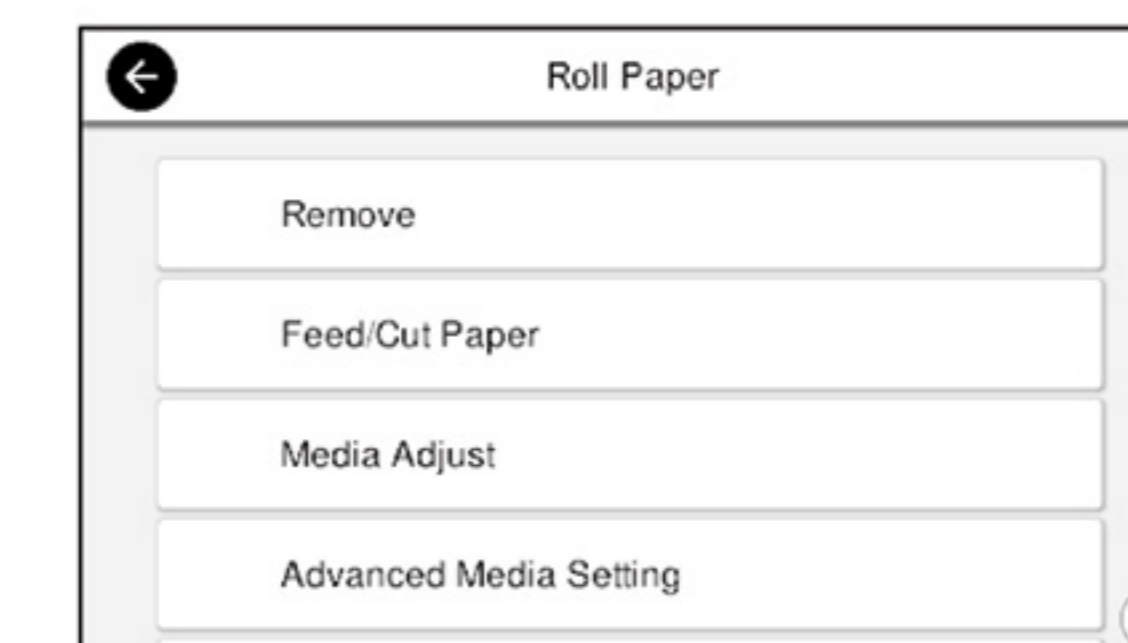 Roll Paper
Remove
Feed/Cut Paper
Media Adjust
Advanced Media Setting